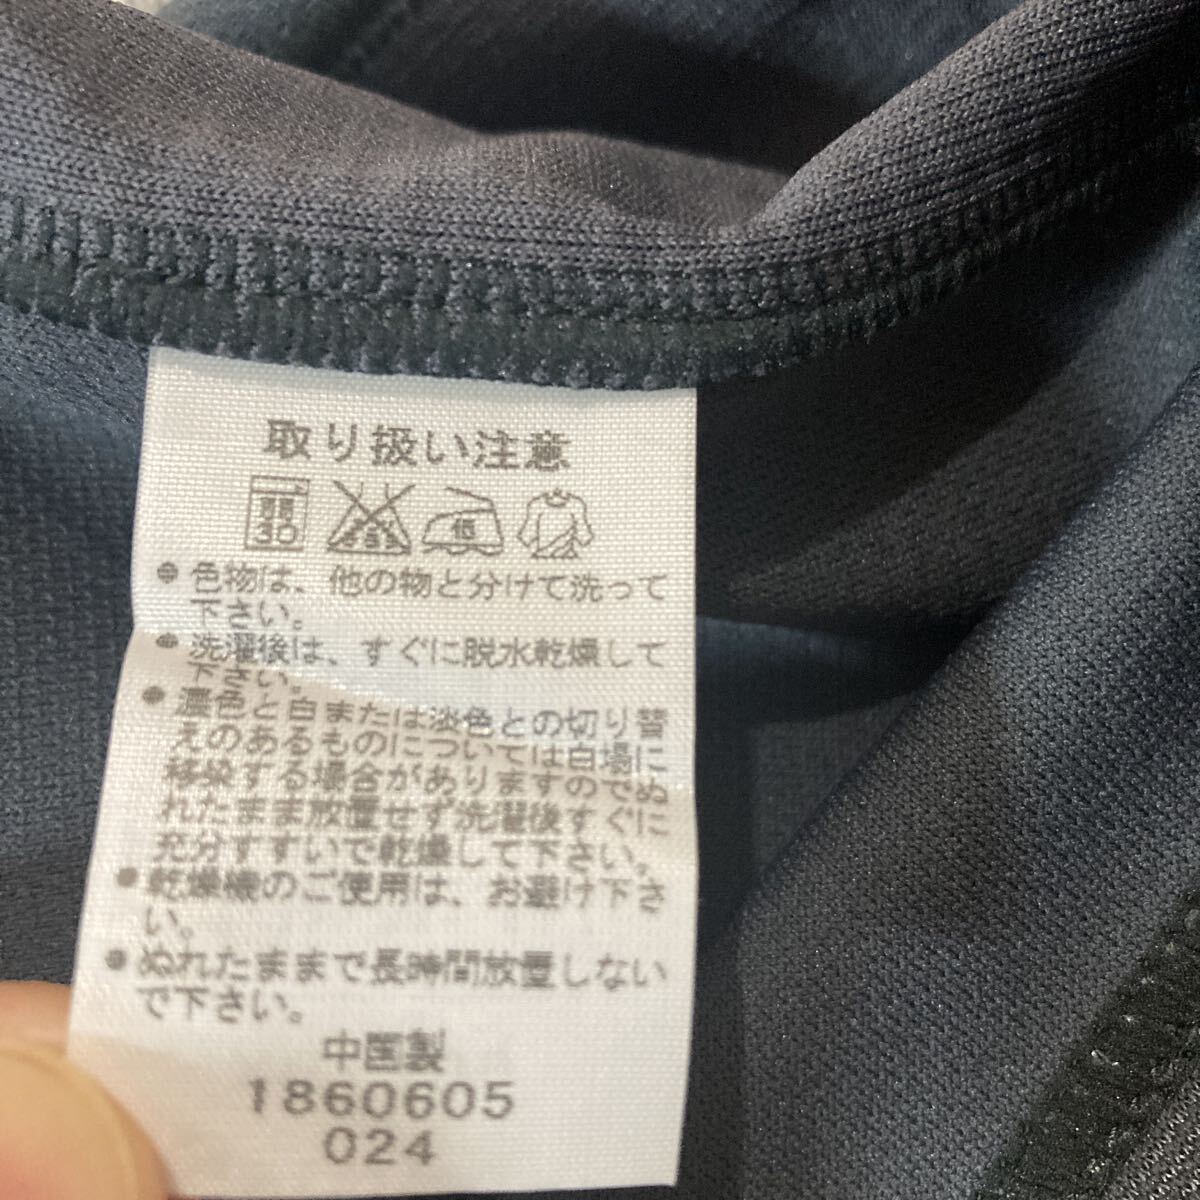 取り扱い注意
30
● 色物は、他の物と分けて洗って
下さい。
● 洗濯後は、すぐに脱水乾燥して
下さい。
● 濃色と白または淡色との切り替
えのあるものについては白場に
移染する場合がありますのでぬ
れたまま放置せず洗濯後すぐに
充分すすいで乾燥して下さい。
● 乾燥機のご使用は、お避け下さ
い。
● ぬれたままで長時間放置しない
で下さい。
中国製
1860605
024